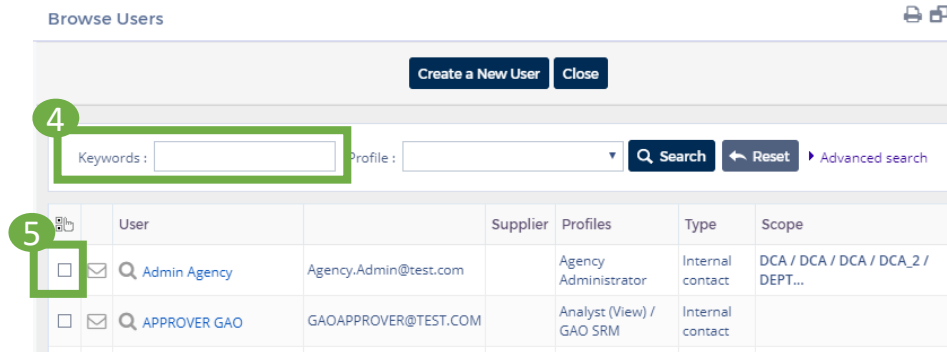 Browse Users
Create a New User Close
4
Keywords : Profile : Search Reset Advanced search
5
User Supplier Profiles Type Scope
Admin Agency Agency.Admin@test.com Agency Administrator Internal contact DCA / DCA / DCA / DCA_2 / DEPT...
APPROVER GAO GAOAPPROVER@TEST.COM Analyst (View) / GAO SRM Internal contact